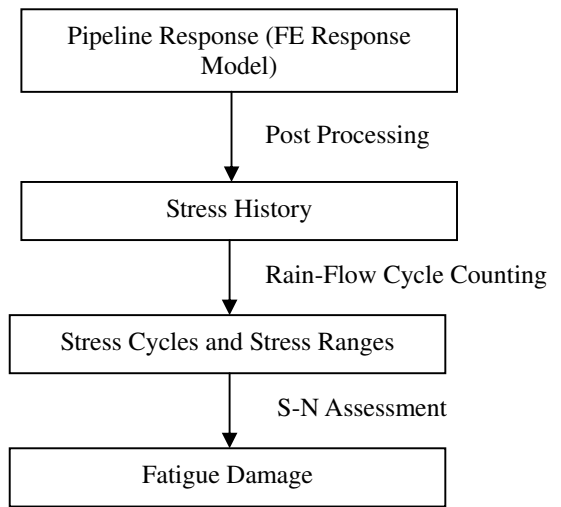 Pipeline Response (FE Response
Model)
Post Processing
Stress History
Rain-Flow Cycle Counting
Stress Cycles and Stress Ranges
S-N Assessment
Fatigue Damage